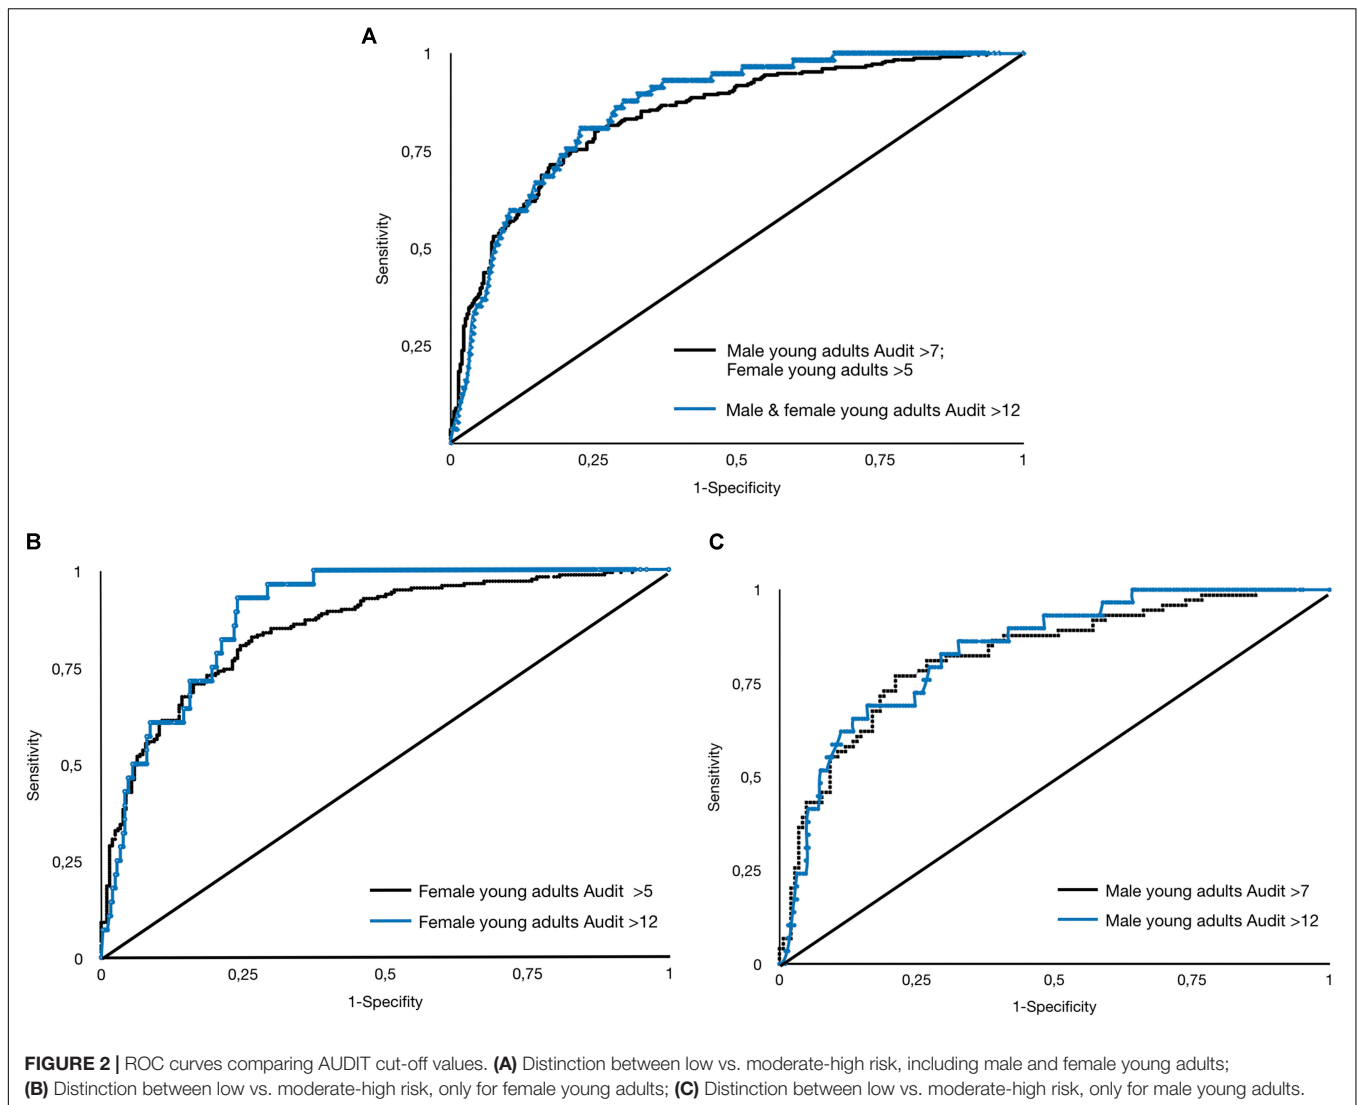 A
1
0,75
0,5
0,25
Sensitivity
Male young adults Audit >7;
Female young adults >5
Male & female young adults Audit >12
0 0,25 0,5 0,75 1
1-Specificity
B
1
0,75
0,5
0,25
0
Sensitivity
Female young adults Audit >5
Female young adults Audit >12
0 0,25 0,5 0,75 1
1-Specifity
C
1
0,75
0,5
0,25
0
Sensitivity
Male young adults Audit >7
Male young adults Audit >12
0 0,25 0,5 0,75 1
1-Specificity
FIGURE 2 | ROC curves comparing AUDIT cut-off values. (A) Distinction between low vs. moderate-high risk, including male and female young adults;
(B) Distinction between low vs. moderate-high risk, only for female young adults; (C) Distinction between low vs. moderate-high risk, only for male young adults.